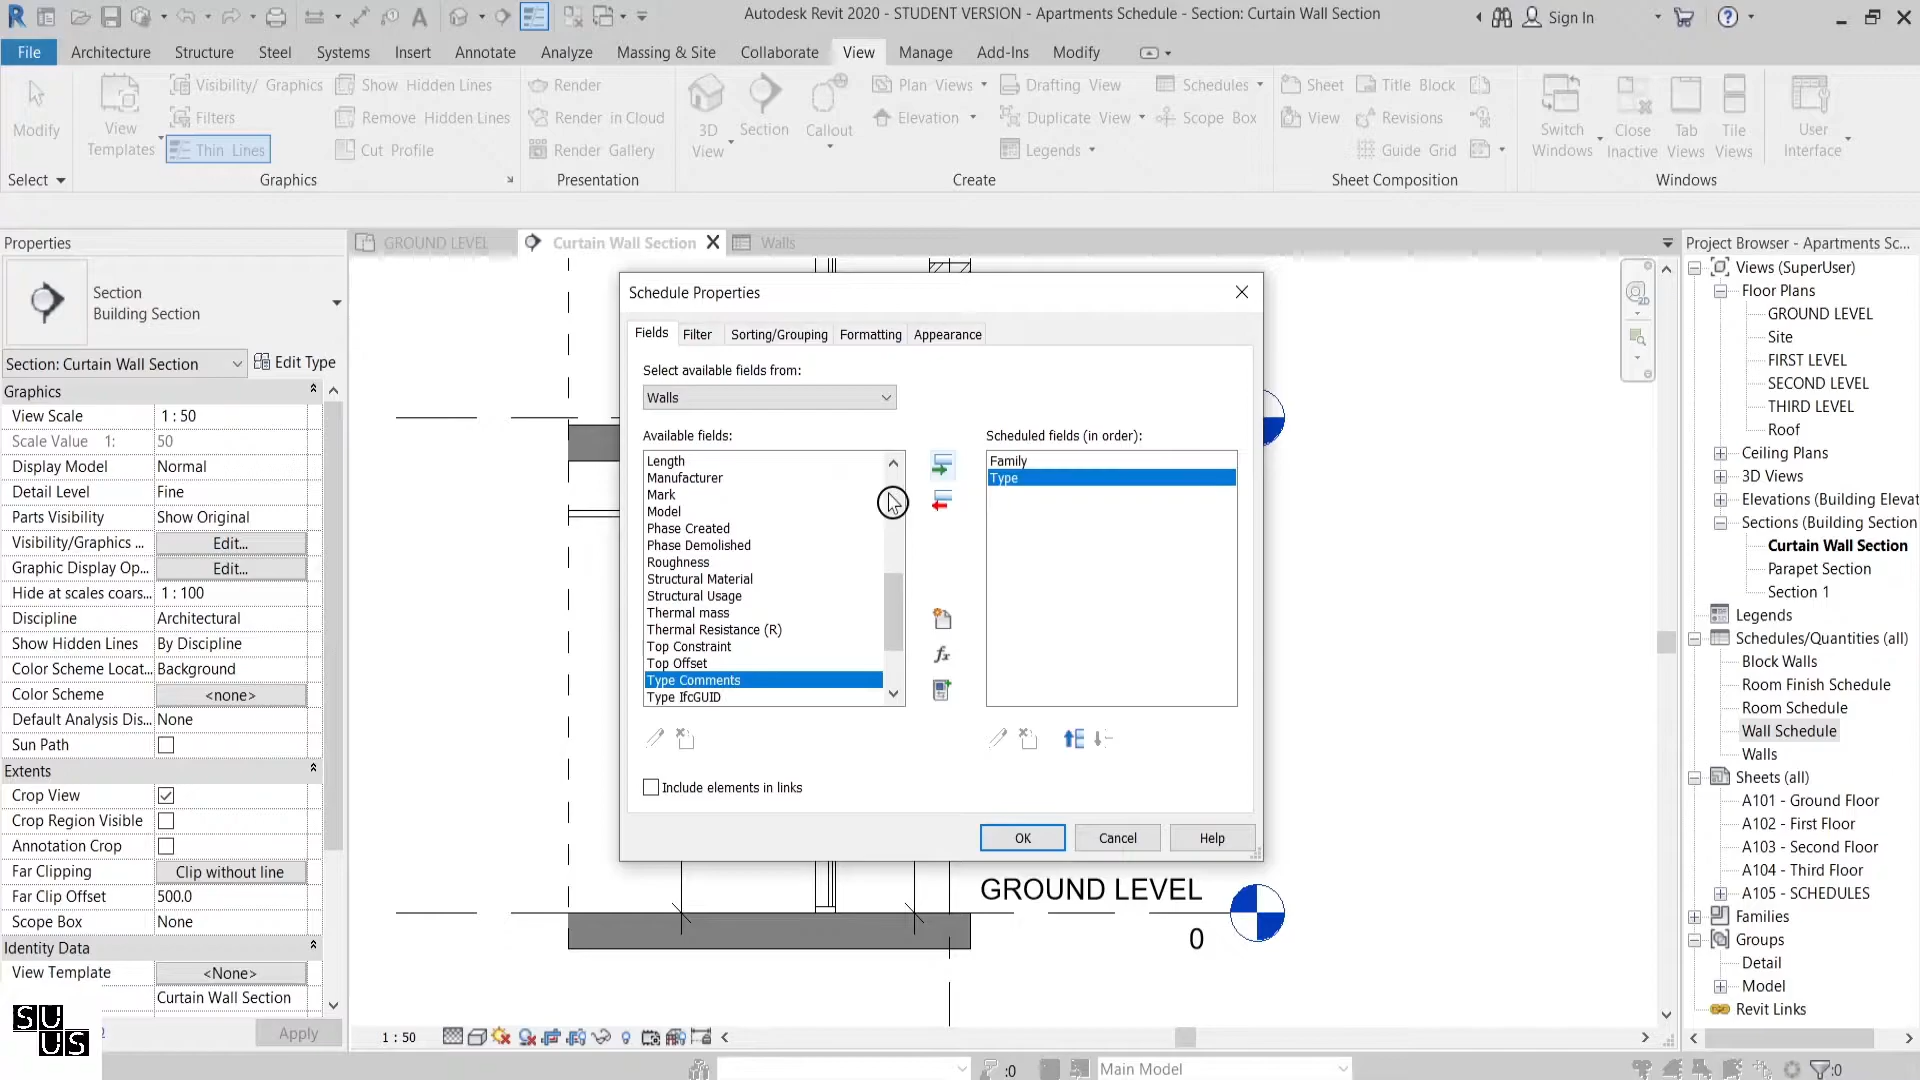 Autodesk Revit 2020 - STUDENT VERSION - Apartments Schedule - Section: Curtain Wall Section
Sign In
File Architecture Structure Steel Systems Insert Annotate Analyze Massing & Site Collaborate View Manage Add-Ins Modify
Modify
Select
View
Templates
Visibility/ Graphics
Filters
Thin Lines
Show Hidden Lines
Remove Hidden Lines
Cut Profile
Graphics
Render
Render in Cloud
Render Gallery
Presentation
3D
View
Section
Callout
Plan Views
Elevation
Drafting View
Duplicate View
Legends
Schedules
Scope Box
Create
Sheet
View
Title Block
Revisions
Guide Grid
Sheet Composition
Switch
Windows
Close
Inactive
Tab
Views
Tile
Views
Windows
User
Interface
Properties
Section
Building Section
Section: Curtain Wall Section
Edit Type
Graphics
View Scale 1 : 50
Scale Value 1: 50
Display Model Normal
Detail Level Fine
Parts Visibility Show Original
Visibility/Graphics ... Edit...
Graphic Display Op... Edit...
Hide at scales coars... 1 : 100
Discipline Architectural
Show Hidden Lines By Discipline
Color Scheme Locat... Background
Color Scheme <none>
Default Analysis Dis... None
Sun Path
Extents
Crop View
Crop Region Visible
Annotation Crop
Far Clipping Clip without line
Far Clip Offset 500.0
Scope Box None
Identity Data
View Template <None>
Curtain Wall Section
Apply
SU
US
GROUND LEVEL
Curtain Wall Section
Walls
Schedule Properties
Fields Filter Sorting/Grouping Formatting Appearance
Select available fields from:
Walls
Available fields:
Length
Manufacturer
Mark
Model
Phase Created
Phase Demolished
Roughness
Structural Material
Structural Usage
Thermal mass
Thermal Resistance (R)
Top Constraint
Top Offset
Type Comments
Type IfcGUID
fx
Scheduled fields (in order):
Family
Type
Include elements in links
OK Cancel Help
GROUND LEVEL
0
1 : 50
:0
Main Model
:0
2D
Project Browser - Apartments Sc...
Views (SuperUser)
Floor Plans
GROUND LEVEL
Site
FIRST LEVEL
SECOND LEVEL
THIRD LEVEL
Roof
Ceiling Plans
3D Views
Elevations (Building Elevat
Sections (Building Section
Curtain Wall Section
Parapet Section
Section 1
Legends
Schedules/Quantities (all)
Block Walls
Room Finish Schedule
Room Schedule
Wall Schedule
Walls
Sheets (all)
A101 - Ground Floor
A102 - First Floor
A103 - Second Floor
A104 - Third Floor
A105 - SCHEDULES
Families
Groups
Detail
Model
Revit Links